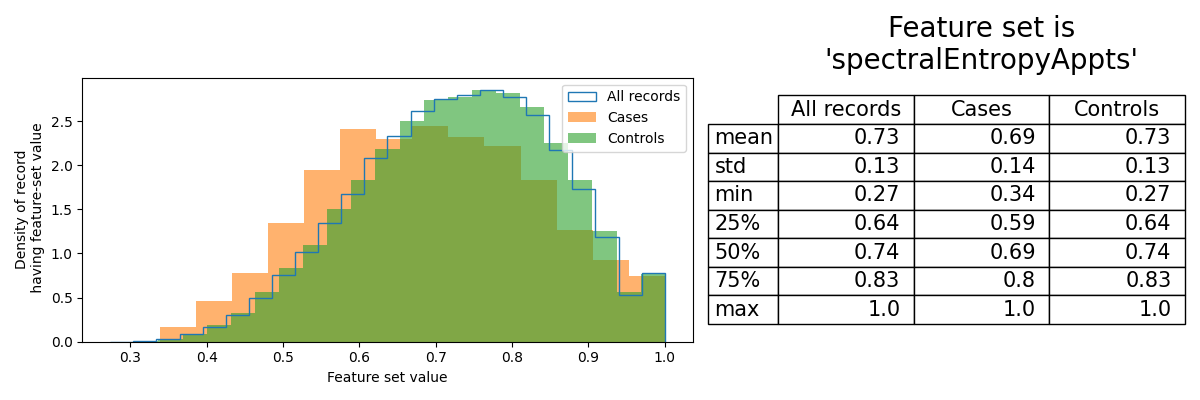 Feature set is
'spectralEntropyAppts'
Density of record
having feature-set value
2.5
2.0
1.5
1.0
0.5
0.0
0.3 0.4 0.5 0.6 0.7 0.8 0.9 1.0
Feature set value
All records
Cases
Controls
All records Cases Controls
mean 0.73 0.69 0.73
std 0.13 0.14 0.13
min 0.27 0.34 0.27
25% 0.64 0.59 0.64
50% 0.74 0.69 0.74
75% 0.83 0.8 0.83
max 1.0 1.0 1.0